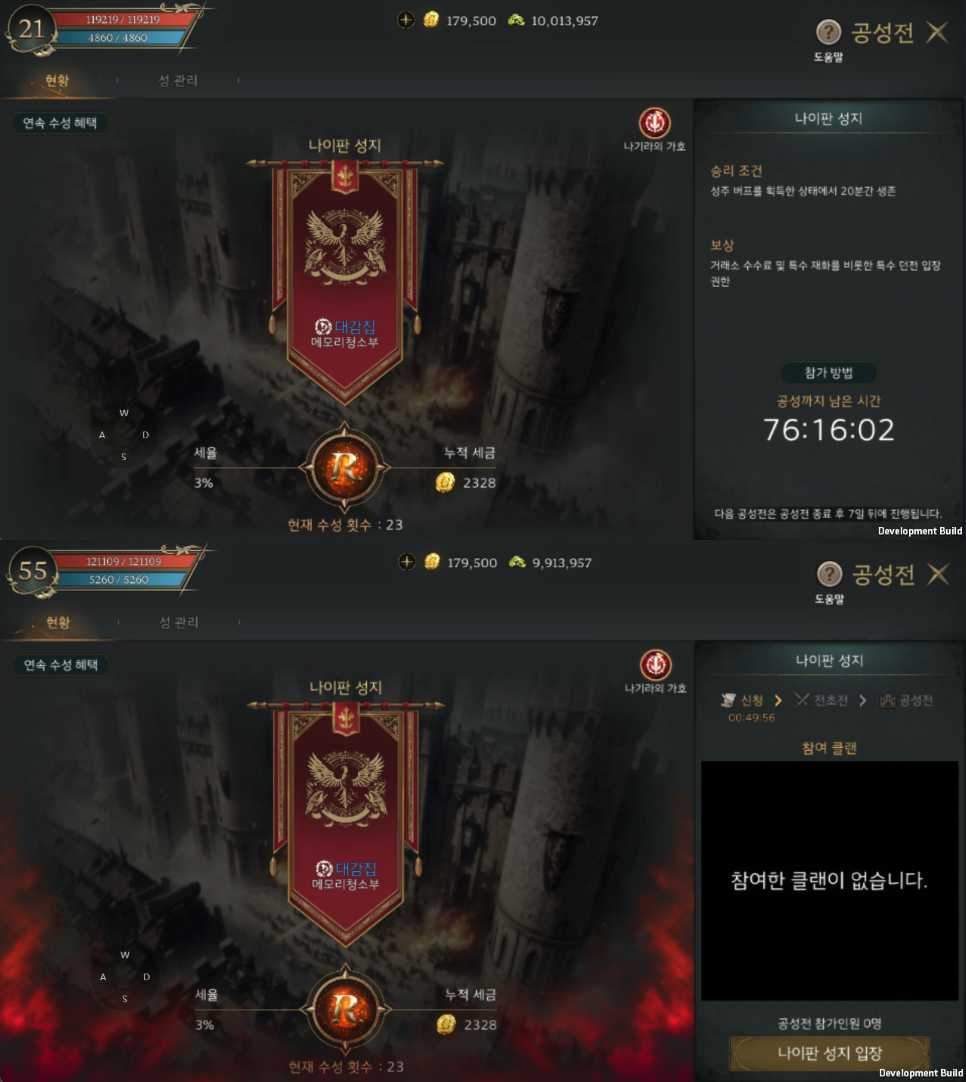 21
119219 / 119219
4860 / 4860
179,500
10,013,957
?
도움말
공성전
현황
성 관리
연속 수성 혜택
나이판 성지
나기라의 가호
대감집
메모리청소부
W
A
D
S
세율
3%
R
누적 세금
2328
현재 수성 횟수 : 23
나이판 성지
승리 조건
성주 버프를 획득한 상태에서 20분간 생존
보상
거래소 수수료 및 특수 재화를 비롯한 특수 던전 입장
권한
참가 방법
공성까지 남은 시간
76:16:02
다음 공성전은 공성전 종료 후 7일 뒤에 진행됩니다.
Development Build
55
121109 / 121109
5260 / 5260
179,500
9,913,957
?
도움말
공성전
현황
성 관리
연속 수성 혜택
나이판 성지
나기라의 가호
대감집
메모리청소부
W
A
D
S
세율
3%
R
누적 세금
2328
현재 수성 횟수 : 23
나이판 성지
신청 > 전초전 > 공성전
00:49:56
참여 클랜
참여한 클랜이 없습니다.
공성전 참가인원 0명
나이판 성지 입장
Development Build